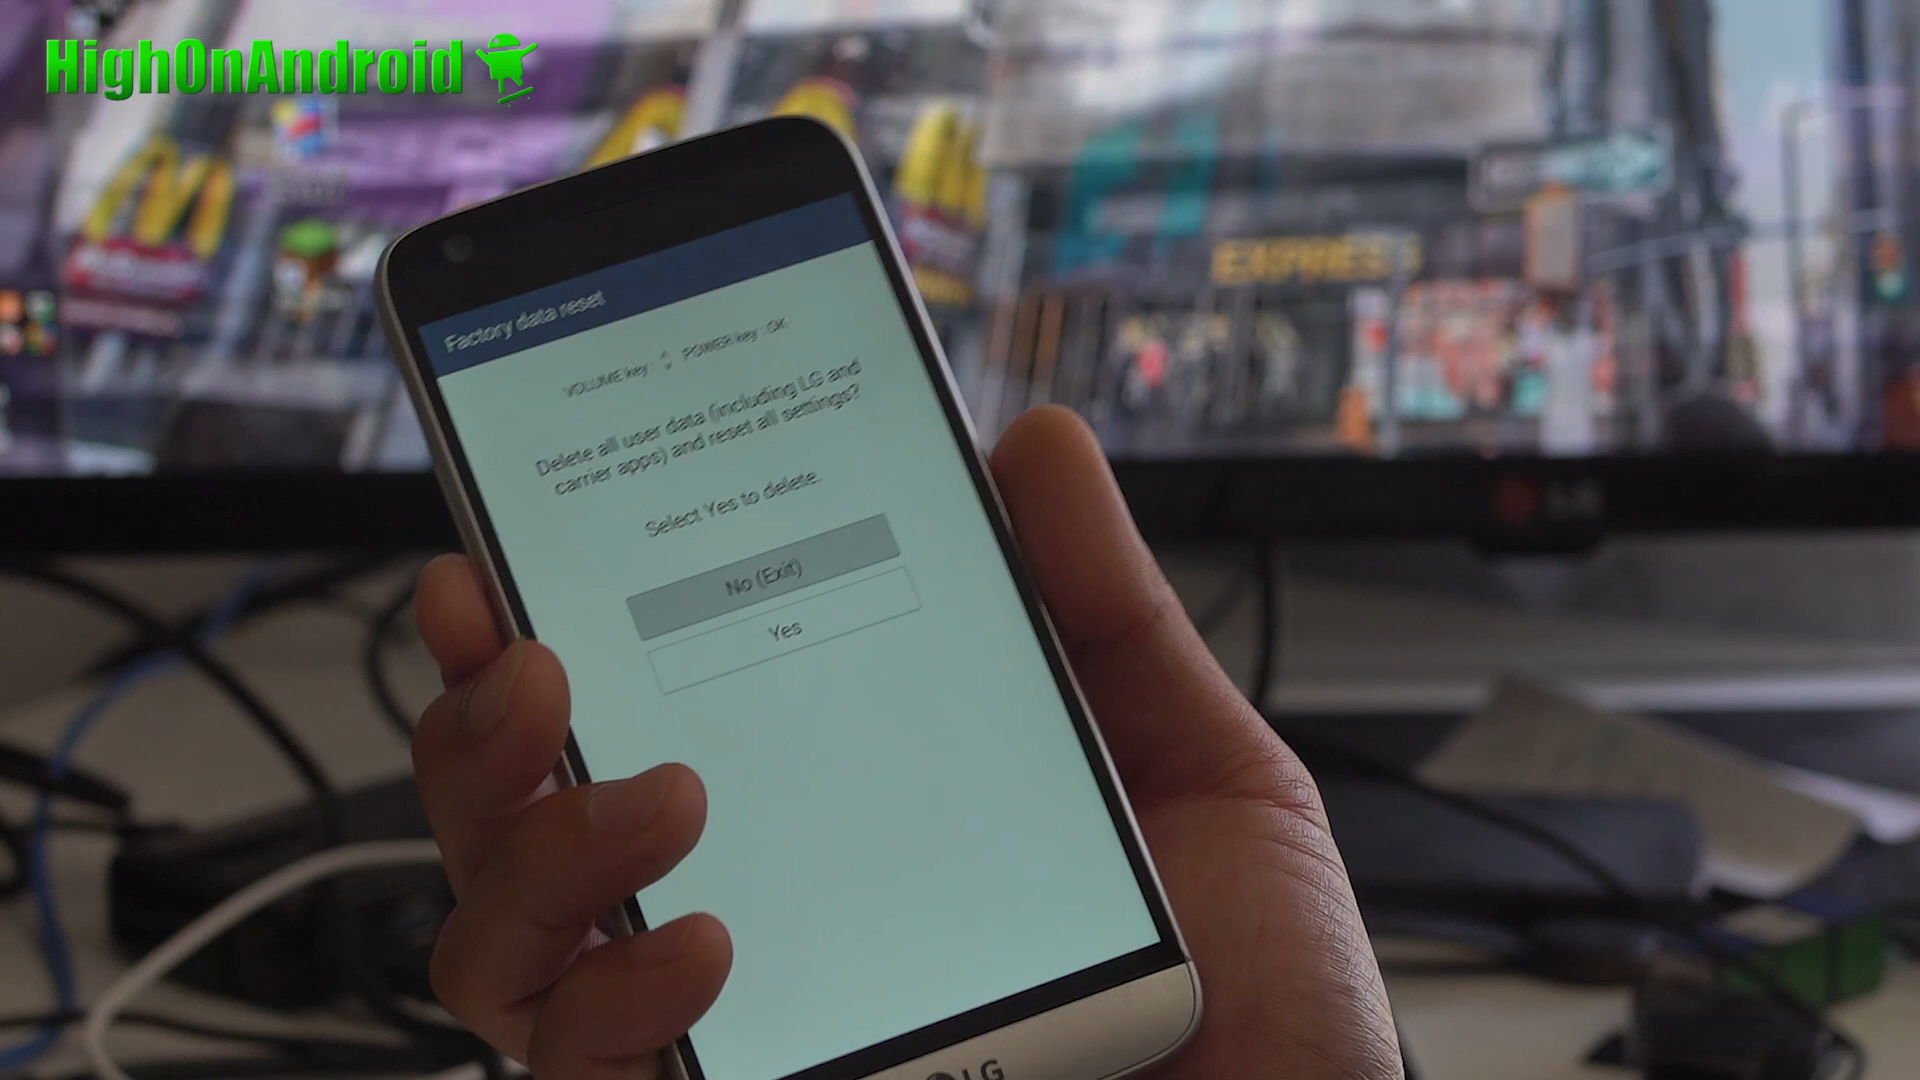 HighOnAndroid
Factory data reset
VOLUME key : POWER key : OK
Delete all user data (including LG and
carrier apps) and reset all settings?
Select Yes to delete.
No (Exit)
Yes
LG
EXPRESS
LG